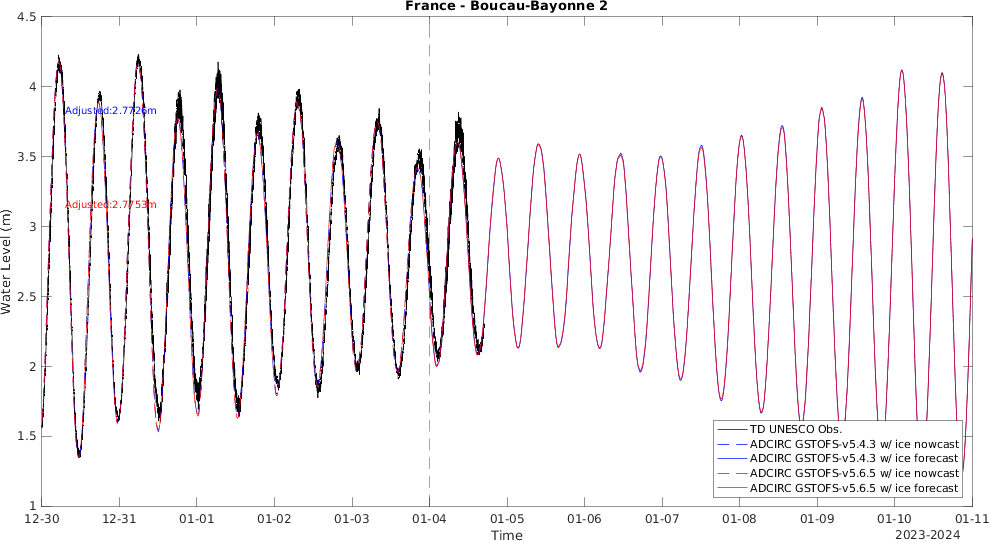 France - Boucau-Bayonne 2
4.5
4
3.5
3
2.5
2
1.5
1
Water Level (m)
Adjusted:2.7726m
Adjusted:2.7753m
TD UNESCO Obs.
ADCIRC GSTOFS-v5.4.3 w/ ice nowcast
ADCIRC GSTOFS-v5.4.3 w/ ice forecast
ADCIRC GSTOFS-v5.6.5 w/ ice nowcast
ADCIRC GSTOFS-v5.6.5 w/ ice forecast
12-30 12-31 01-01 01-02 01-03 01-04 01-05 01-06 01-07 01-08 01-09 01-10 01-11
Time
2023-2024